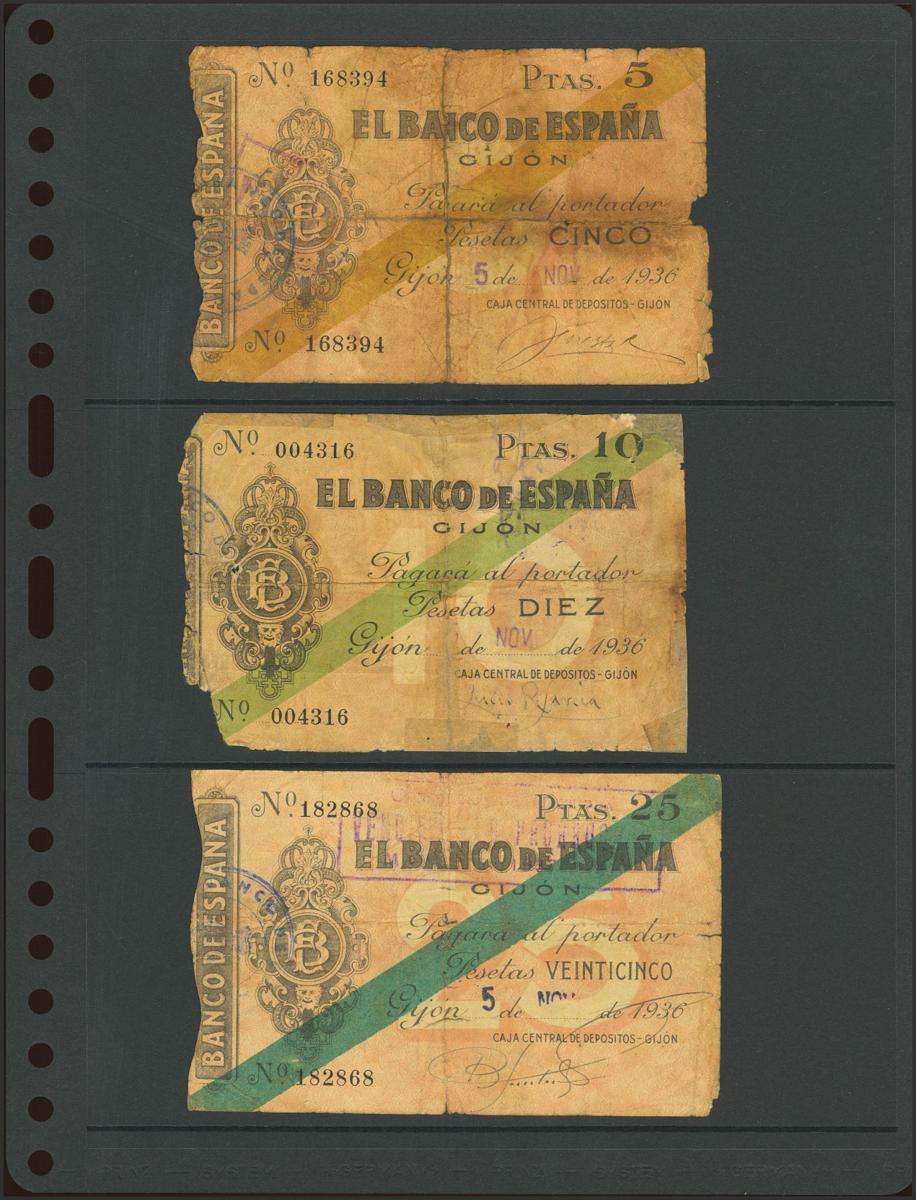 BANCO DE ESPAÑA
Nº 168394 PTAS. 5
EL BANCO DE ESPAÑA
GIJÓN
Pagará al portador
Pesetas CINCO
Gijón 5 de NOV de 1936
CAJA CENTRAL DE DEPOSITOS - GIJÓN
Nº 168394
Nº 004316 PTAS. 10
EL BANCO DE ESPAÑA
GIJÓN
10
Pagará al portador
Pesetas DIEZ
Gijón de NOV de 1936
CAJA CENTRAL DE DEPOSITOS - GIJÓN
Nº 004316
BANCO DE ESPAÑA
Nº 182868 PTAS. 25
EL BANCO DE ESPAÑA
GIJÓN
25
Pagará al portador
Pesetas VEINTICINCO
Gijón 5 de NOV de 1936
CAJA CENTRAL DE DEPOSITOS - GIJÓN
Nº 182868